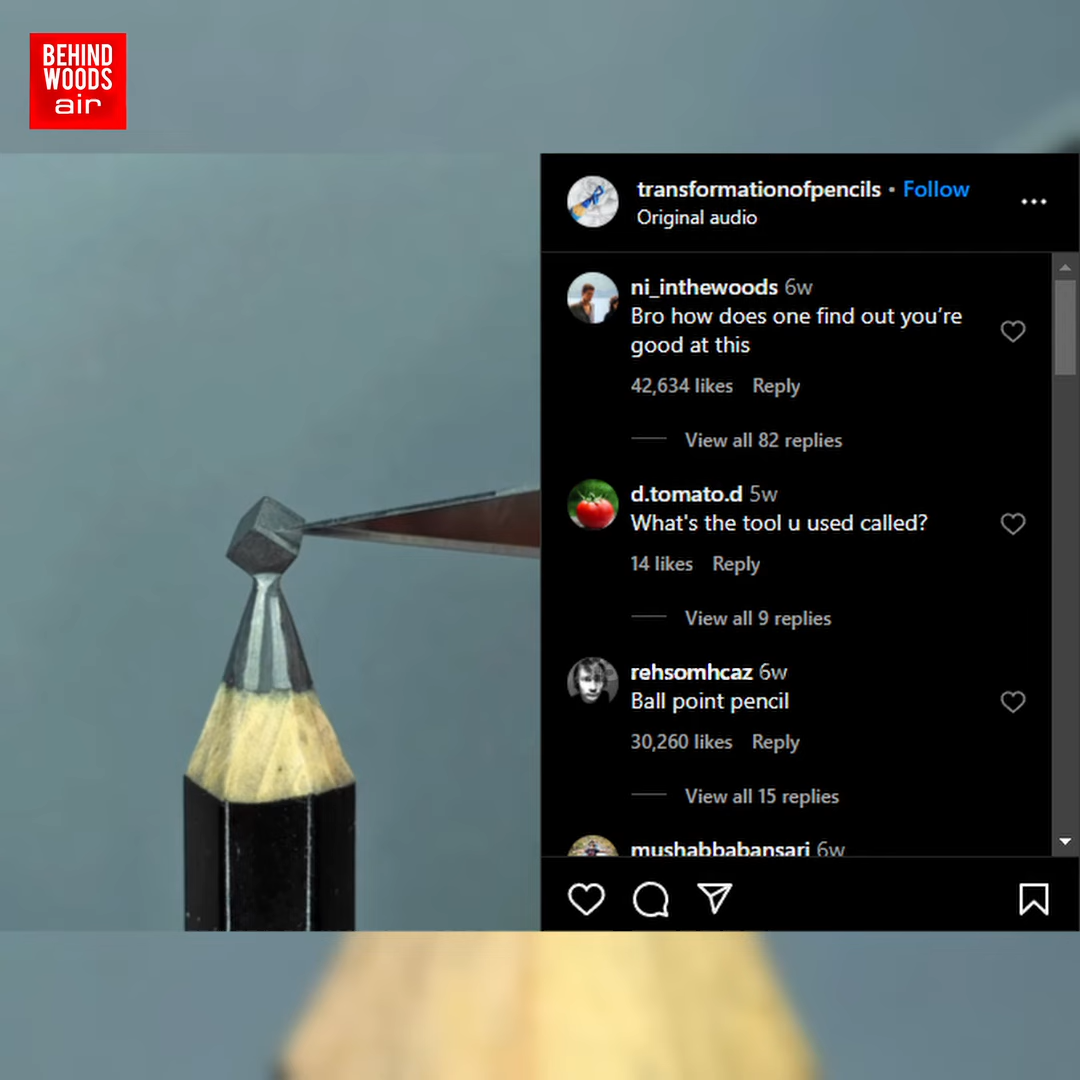 BEHIND
WOODS
air
transformationofpencils • Follow
Original audio
ni_inthewoods 6w
Bro how does one find out you’re
good at this
42,634 likes Reply
View all 82 replies
d.tomato.d 5w
What's the tool u used called?
14 likes Reply
View all 9 replies
rehsomhcaz 6w
Ball point pencil
30,260 likes Reply
View all 15 replies
mushabbabansari 6w